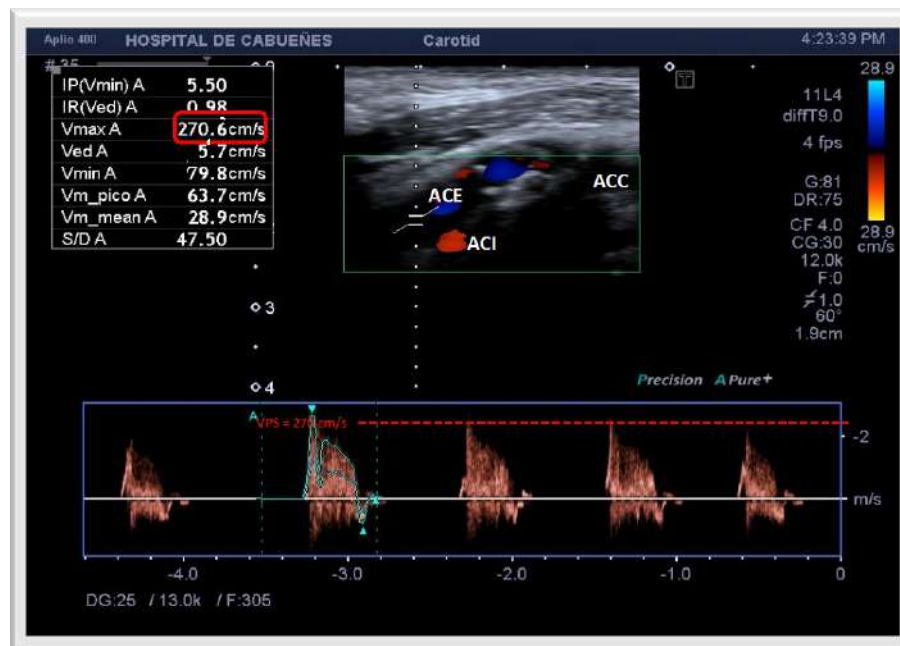 Aplio 400 HOSPITAL DE CABUEÑES Carotid 4:23:39 PM
28.9
IP(Vmin) A 5.50
IR(Ved) A 0.98
Vmax A 270.6cm/s
Ved A 5.7cm/s
Vmin A 79.8cm/s
Vm_pico A 63.7cm/s
Vm_mean A 28.9cm/s
S/D A 47.50
T
11L4
diffT9.0
4 fps
G:81
DR:75
CF 4.0
CG:30
12.0k
F:0
1.0
60°
1.9cm
28.9
cm/s
ACE
ACC
ACI
3
4
Precision A Pure+
A
VPS = 270 cm/s
-2
m/s
-4.0 -3.0 -2.0 -1.0 0
DG:25 / 13.0k / F:305